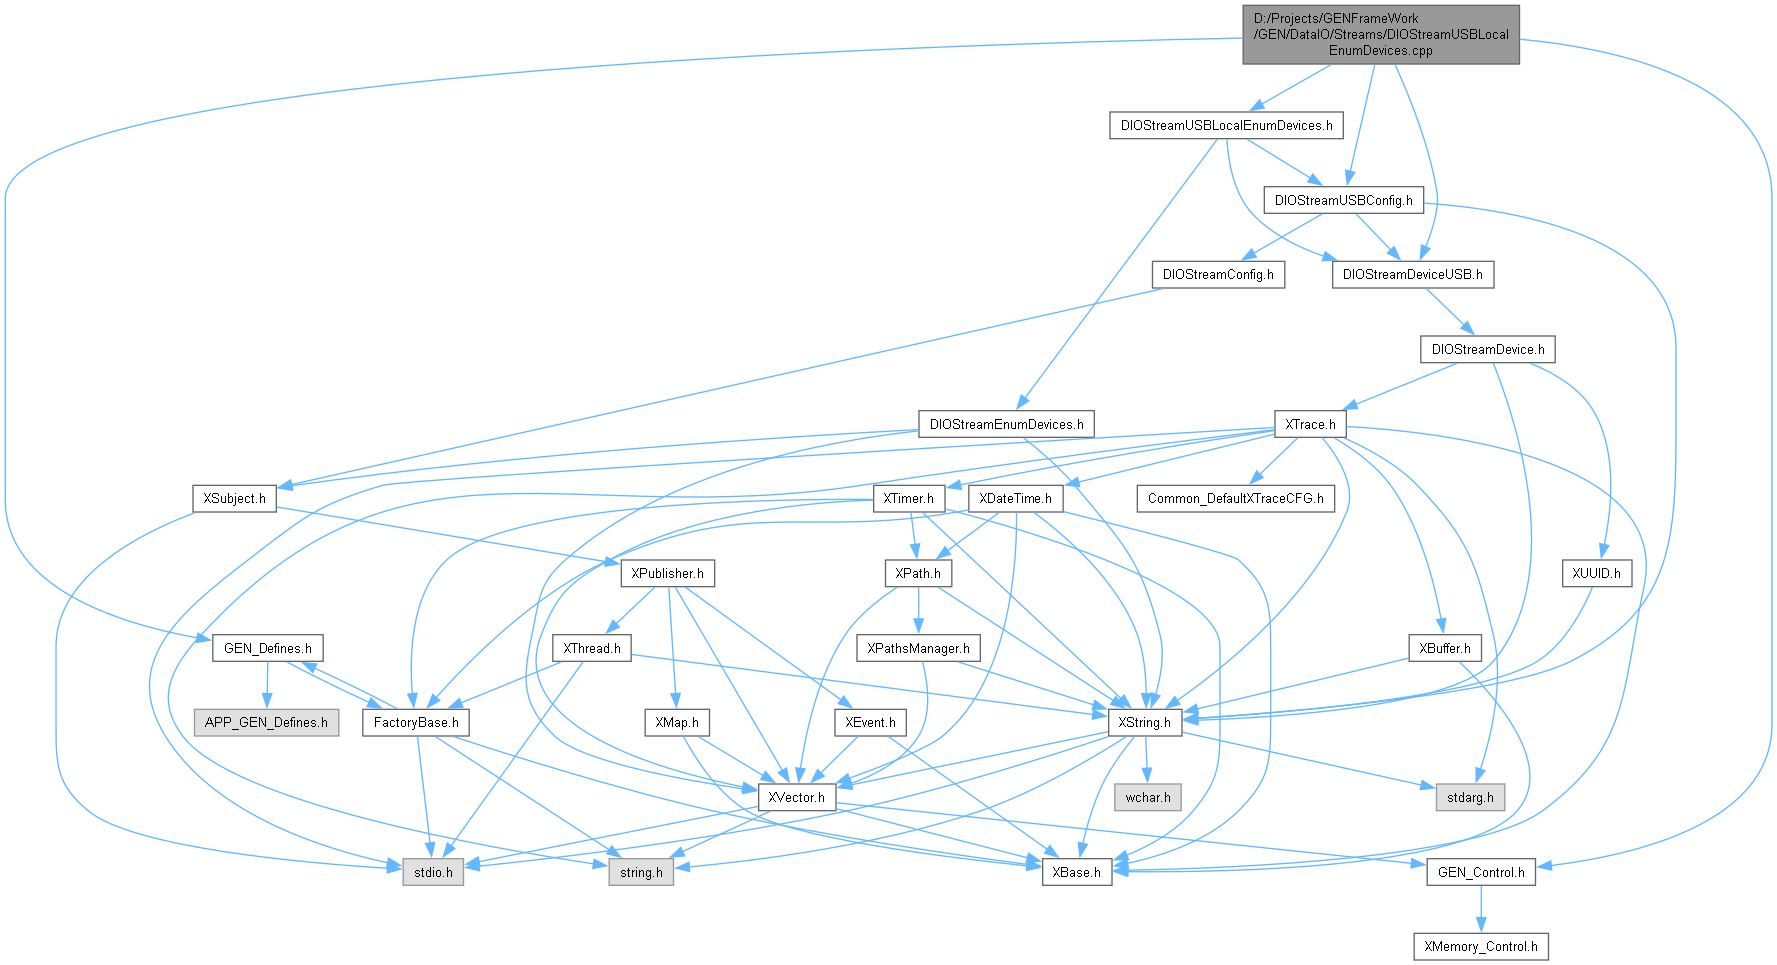 D:/Projects/GENFrameWork
/GEN/DataIO/Streams/DIOStreamUSBLocal
EnumDevices.cpp
DIOStreamUSBLocalEnumDevices.h
DIOStreamUSBConfig.h
DIOStreamConfig.h
DIOStreamDeviceUSB.h
DIOStreamDevice.h
DIOStreamEnumDevices.h
XTrace.h
XSubject.h
XTimer.h
XDateTime.h
Common_DefaultXTraceCFG.h
XPublisher.h
XPath.h
XUUID.h
GEN_Defines.h
XThread.h
XPathsManager.h
XBuffer.h
APP_GEN_Defines.h
FactoryBase.h
XMap.h
XEvent.h
XString.h
XVector.h
wchar.h
stdarg.h
stdio.h
string.h
XBase.h
GEN_Control.h
XMemory_Control.h